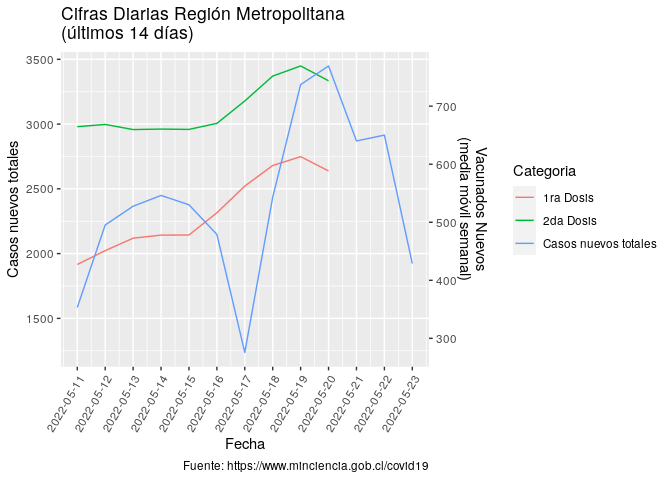 Cifras Diarias Región Metropolitana
(últimos 14 días)
3500
3000
2500
2000
1500
Casos nuevos totales
700
600
500
400
300
Vacunados Nuevos
(media móvil semanal)
2022-05-11
2022-05-12
2022-05-13
2022-05-14
2022-05-15
2022-05-16
2022-05-17
2022-05-18
2022-05-19
2022-05-20
2022-05-21
2022-05-22
2022-05-23
Fecha
Categoria
1ra Dosis
2da Dosis
Casos nuevos totales
Fuente: https://www.minciencia.gob.cl/covid19